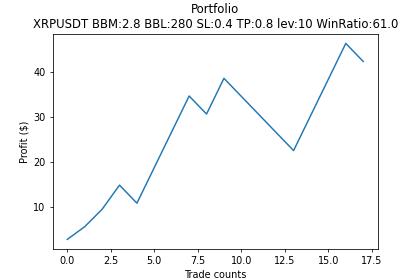 Portfolio
XRPUSDT BBM:2.8 BBL:280 SL:0.4 TP:0.8 lev:10 WinRatio:61.0
Profit ($)
40
30
20
10
0.0 2.5 5.0 7.5 10.0 12.5 15.0 17.5
Trade counts